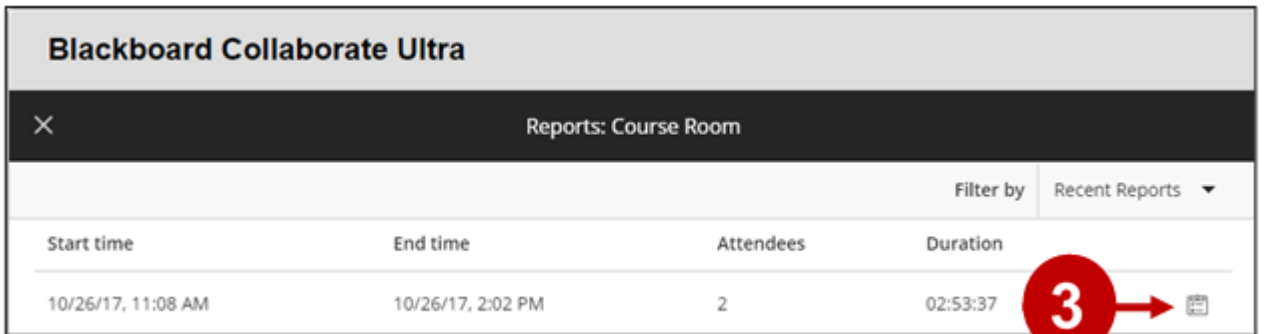 Blackboard Collaborate Ultra
Reports: Course Room
Filter by Recent Reports
Start time End time Attendees Duration
10/26/17, 11:08 AM 10/26/17, 2:02 PM 2 02:53:37 3